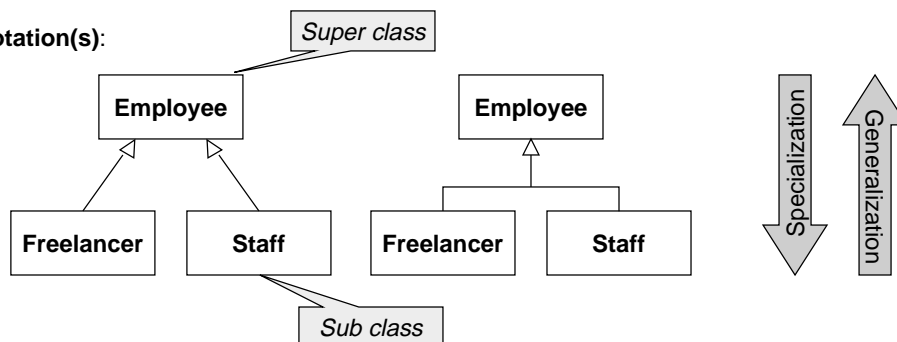 otation(s):
Super class
Employee
Employee
Freelancer
Staff
Freelancer
Staff
Sub class
Specialization
Generalization